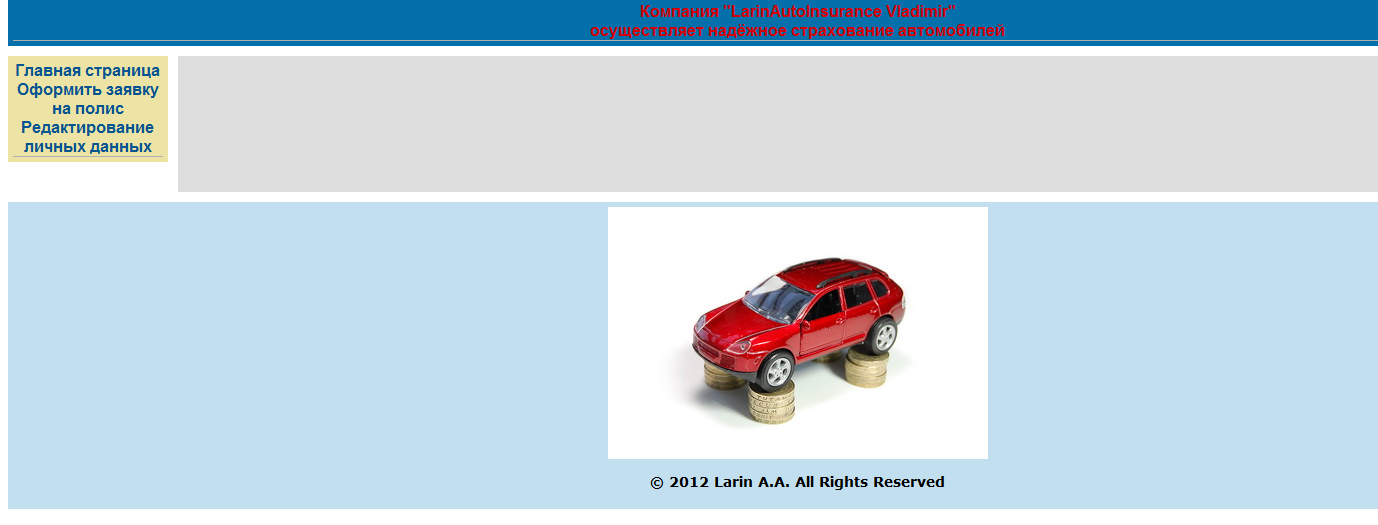 Компания "LarinAutoInsurance Vladimir"
осуществляет надёжное страхование автомобилей
Главная страница
Оформить заявку
на полис
Редактирование
личных данных
© 2012 Larin A.A. All Rights Reserved